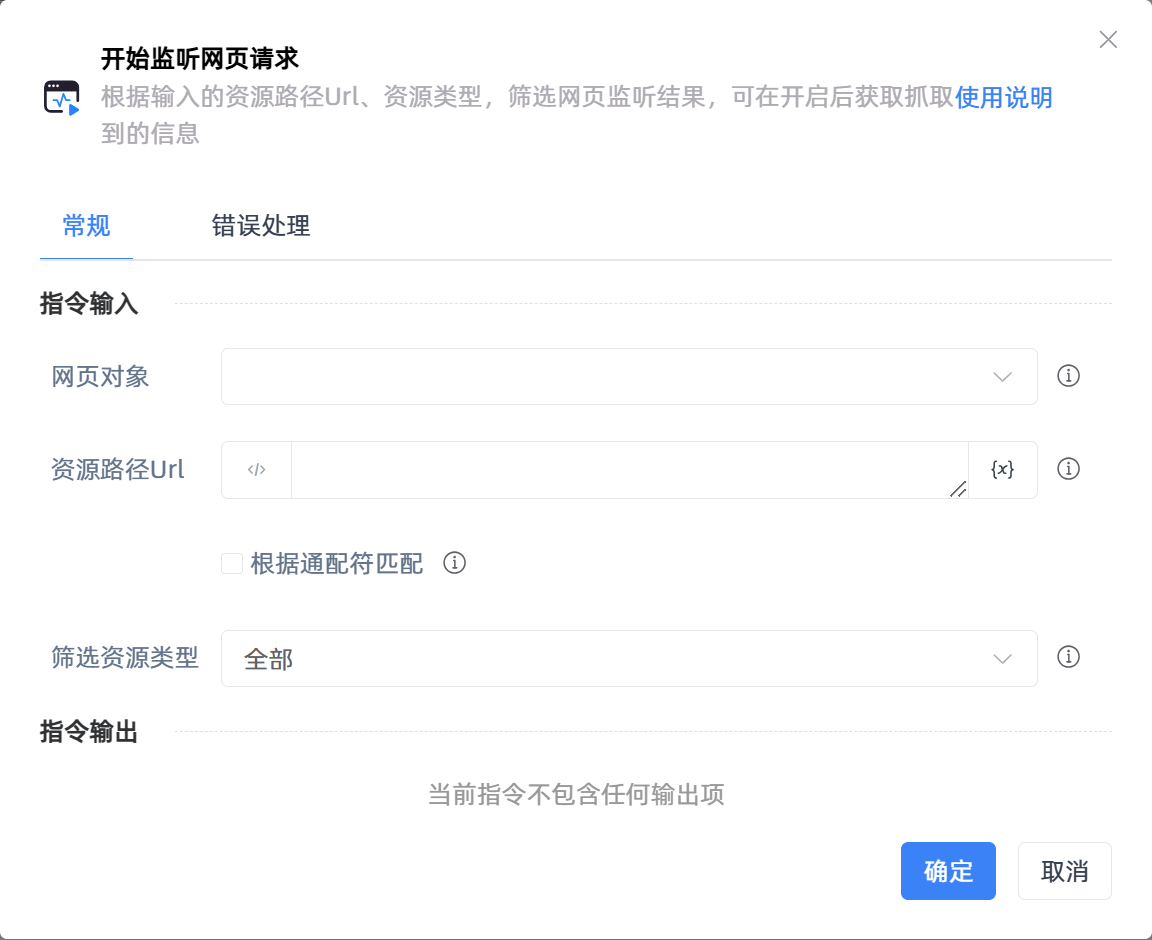 开始监听网页请求
根据输入的资源路径Url、资源类型，筛选网页监听结果，可在开启后获取抓取使用说明
到的信息
常规
错误处理
指令输入
网页对象
资源路径Url
</>
{x}
根据通配符匹配
筛选资源类型
全部
指令输出
当前指令不包含任何输出项
确定
取消